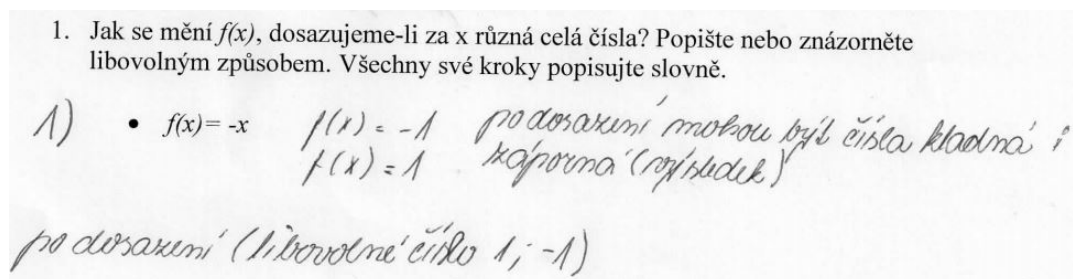 1. Jak se mění f(x), dosazujeme-li za x různá celá čísla? Popište nebo znázorněte
libovolným způsobem. Všechny své kroky popisujte slovně.
1) • f(x)= -x f(x) = -1 po dosazení mohou být čísla kladná i
f(x) = 1 záporná (výsledek)
po dosazení (libovolné číslo 1; -1)